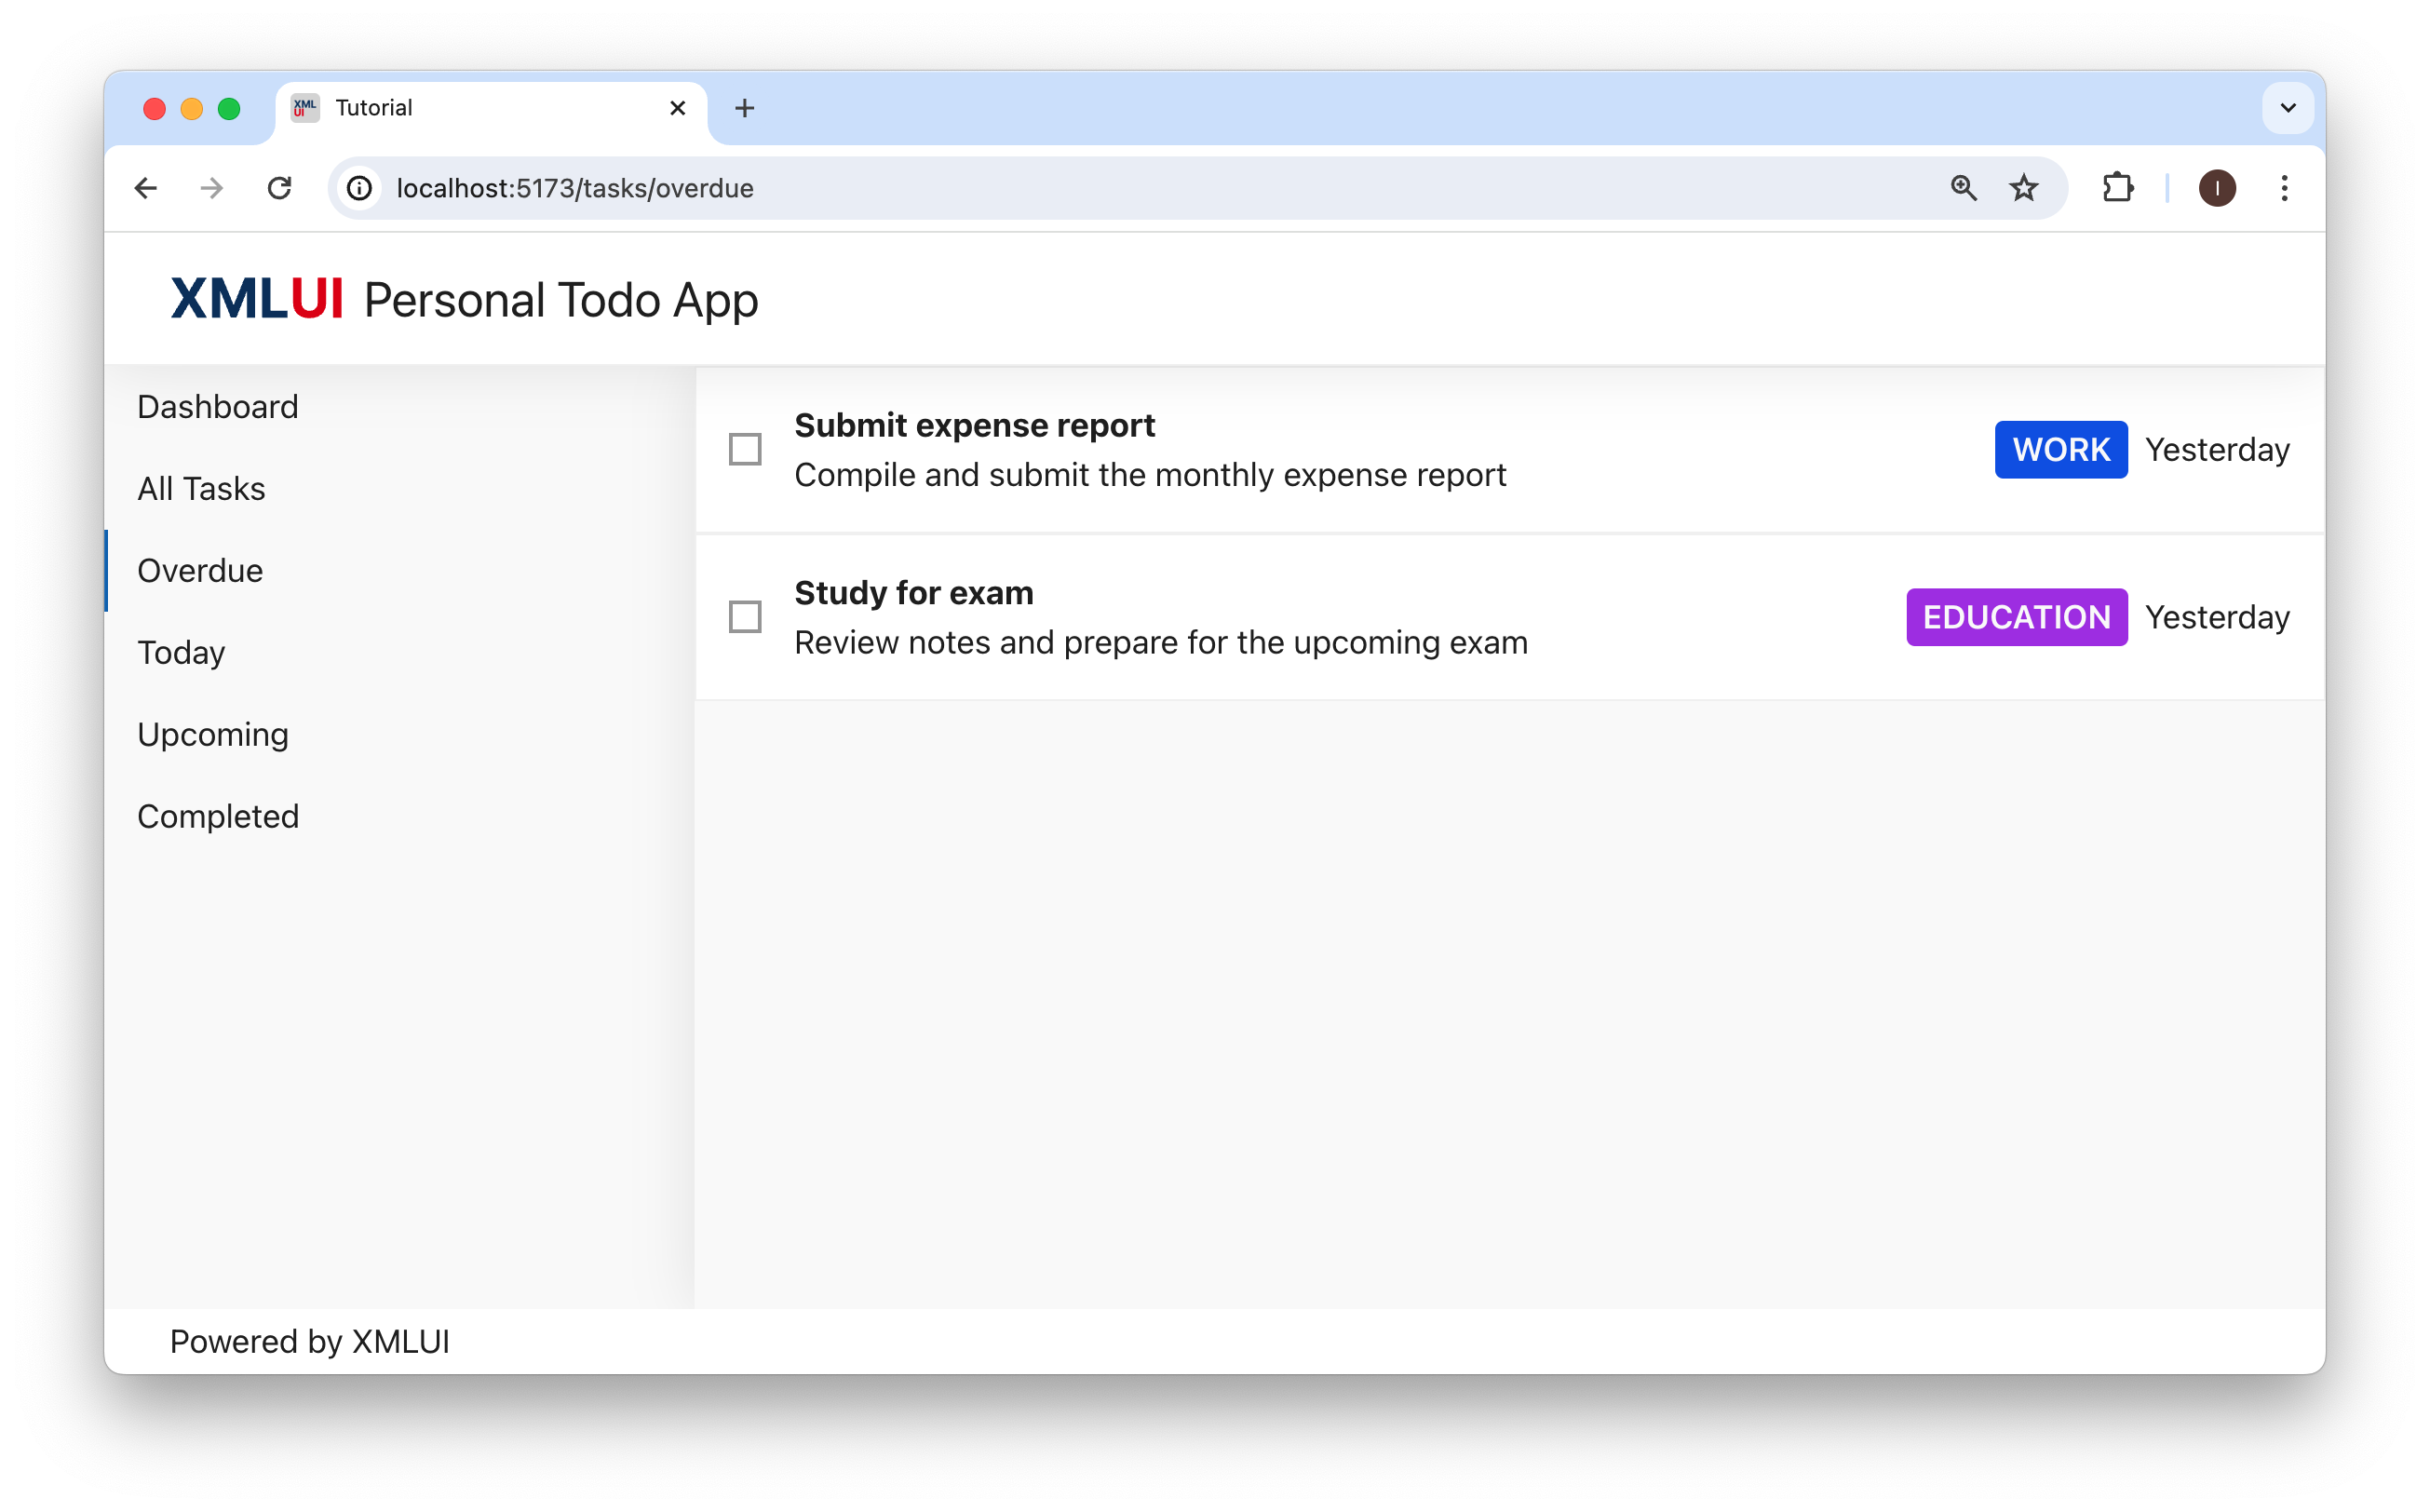 XML
UI
Tutorial
localhost:5173/tasks/overdue
I
XMLUI Personal Todo App
Dashboard
All Tasks
Overdue
Today
Upcoming
Completed
Submit expense report
Compile and submit the monthly expense report
WORK Yesterday
Study for exam
Review notes and prepare for the upcoming exam
EDUCATION Yesterday
Powered by XMLUI